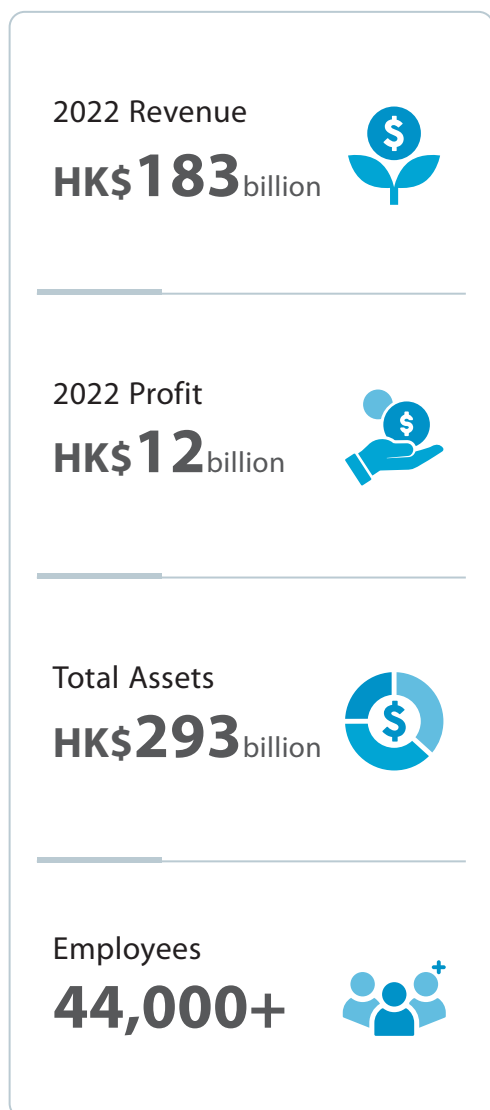 2022 Revenue
HK$183billion
$
2022 Profit
HK$12billion
$
Total Assets
HK$293billion
$
Employees
44,000+